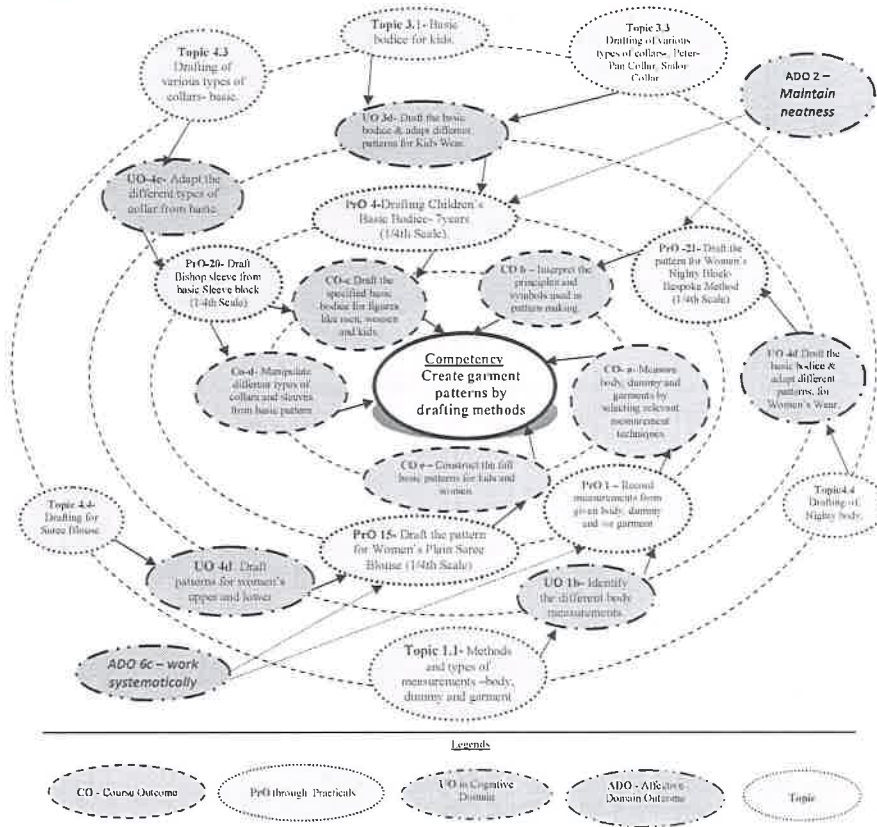 Topic 4.3
Drafting of
various types of
collars- basic.
Topic 3.1- Basic
bodice for kids.
Topic 3.3
Drafting of various
types of collars-, Peter-
Pan Collar, Sailor
Collar
ADO 2 –
Maintain
neatness
UO 3d- Draft the basic
bodice & adapt different
patterns for Kids Wear.
UO-4c- Adapt the
different types of
collar from basic.
PrO 4-Drafting Children's
Basic Bodice- 7years
(1/4th Scale).
PrO-20- Draft
Bishop sleeve from
basic Sleeve block
(1/4th Scale)
CO-c Draft the
specified basic
bodice for figures
like men, women
and kids.
CO b – Interpret the
principles and
symbols used in
pattern making.
PrO -21- Draft
the pattern for
Women's
Nighty Block-
Bespoke Method
(1/4th Scale)
Co-d- Manipulate
different types of
collars and sleeves
from basic pattern
Competency
Create garment
patterns by
drafting methods
CO- a- Measure
body, dummy and
garments by
selecting relevant
measurement
techniques.
UO 4d Draft the
basic bodice &
adapt different
patterns, for
Women's Wear.
CO e- Construct the full
basic patterns for kids and
women.
Topic 4.4-
Drafting for
Saree Blouse
PrO 15- Draft the pattern
for Women's Plain Saree
Blouse (1/4th Scale)
PrO 1 – Record
measurements from
given body, dummy
and or garment
Topic4.4
Drafting of
Nighty body.
UO 4d- Draft
patterns for women's
upper and lower
UO 1b- Identify
the different body
measurements.
ADO 6c – work
systematically
Topic 1.1- Methods
and types of
measurements –body,
dummy and garment
Legends
CO - Course Outcome
PrO through Practicals
UO in Cognitive
Domain
ADO - Affective
Domain Outcome
Topic